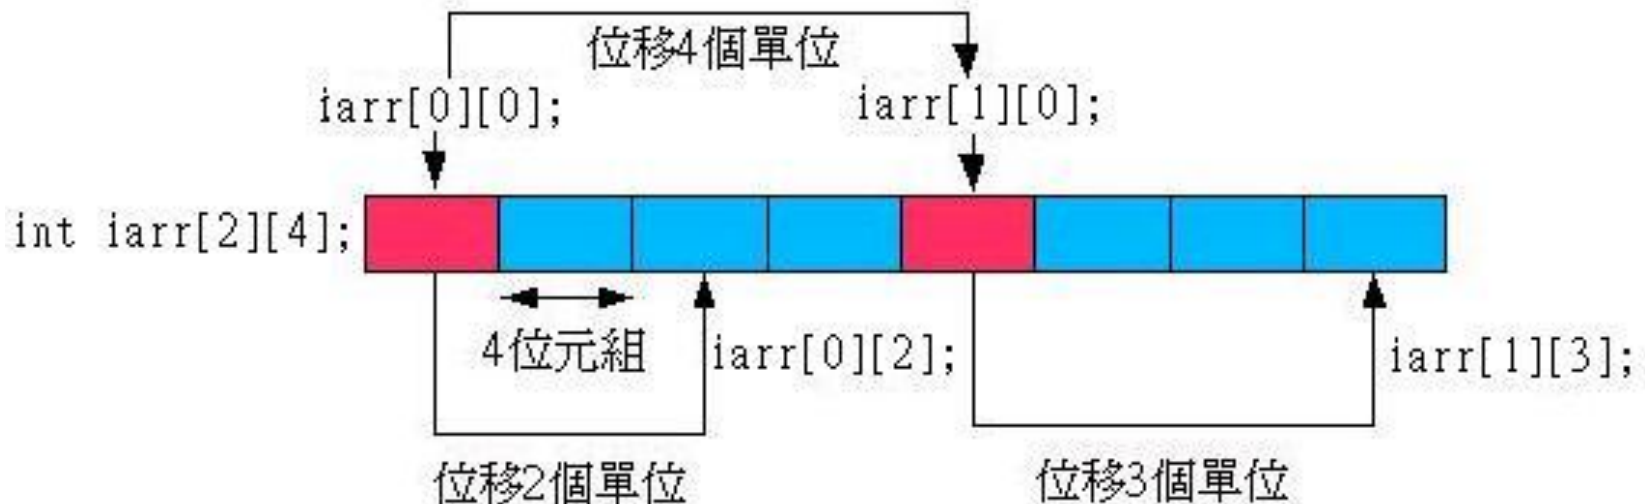 位移4個單位
iarr[0][0];
iarr[1][0];
int iarr[2][4];
4位元組
iarr[0][2];
iarr[1][3];
位移2個單位
位移3個單位